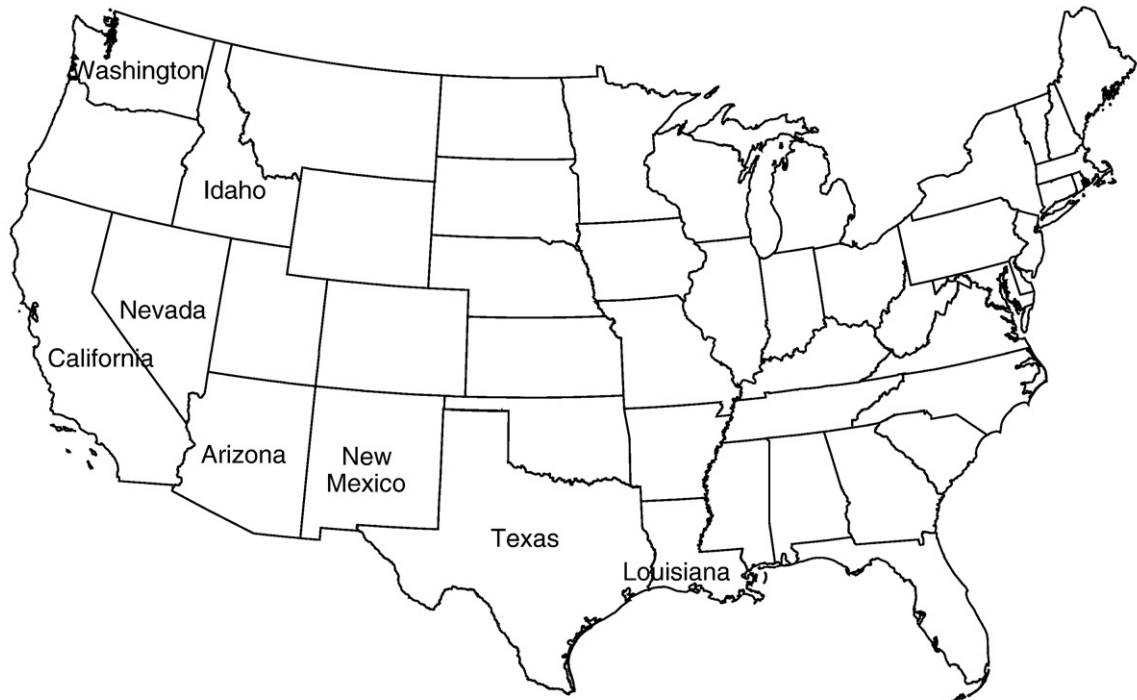 Washington
Idaho
Nevada
California
Arizona
New
Mexico
Texas
Louisiana